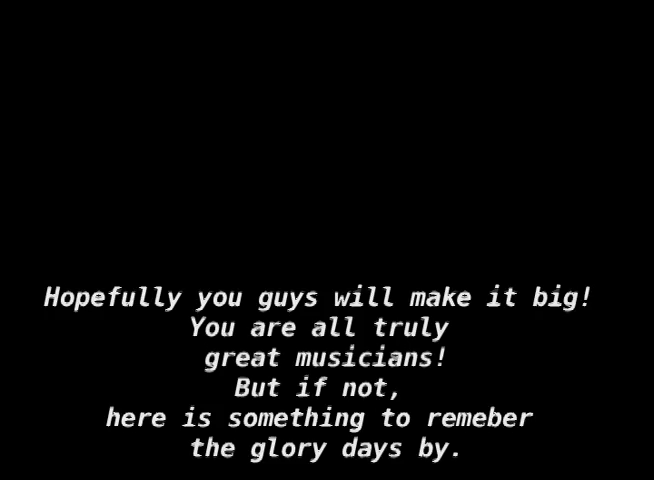 Hopefully you guys will make it big!
You are all truly
great musicians!
But if not,
here is something to remeber
the glory days by.